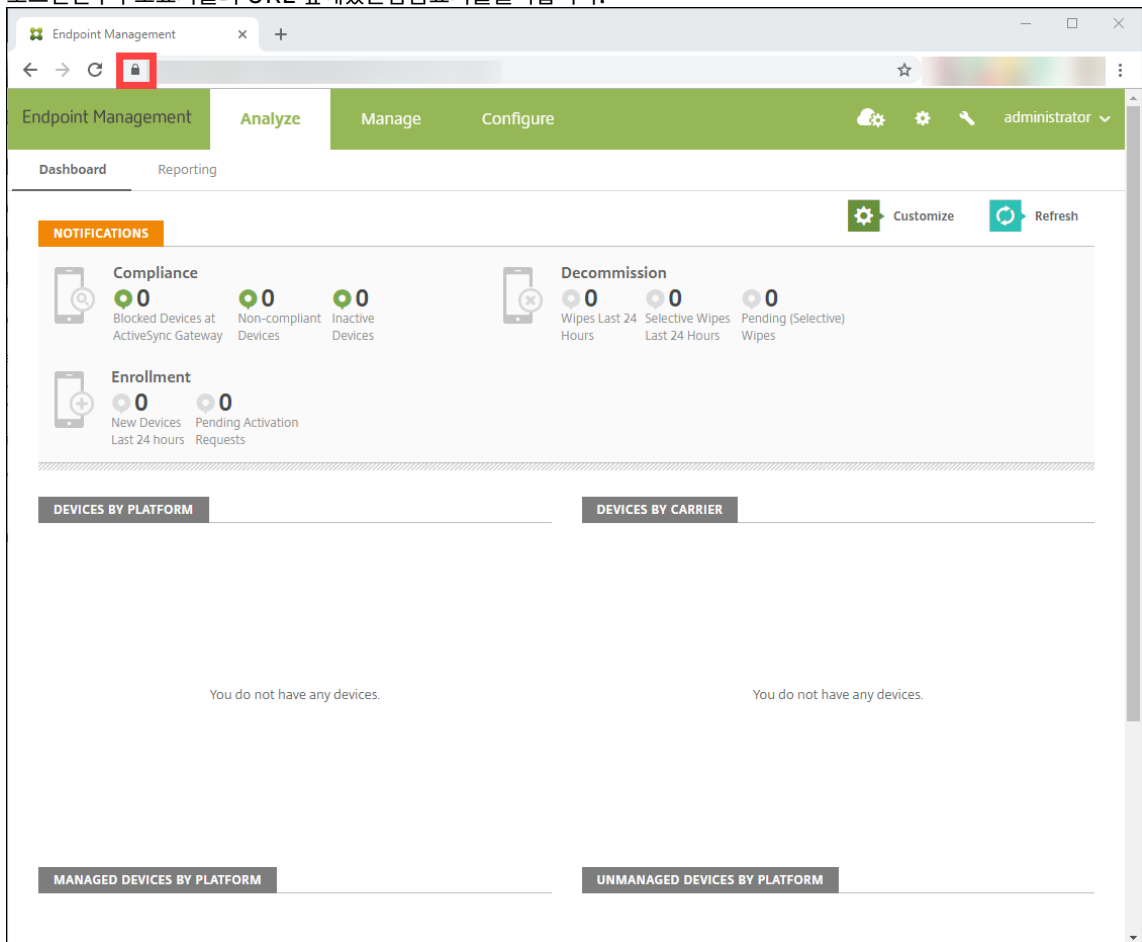 Endpoint Management
Endpoint Management Analyze Manage Configure administrator
Dashboard Reporting
Customize Refresh
NOTIFICATIONS
Compliance
0 0 0
Blocked Devices at ActiveSync Gateway
Non-compliant Devices
Inactive Devices
Decommission
0 0 0
Wipes Last 24 Hours
Selective Wipes Last 24 Hours
Pending (Selective) Wipes
Enrollment
0 0
New Devices Last 24 hours
Pending Activation Requests
DEVICES BY PLATFORM
DEVICES BY CARRIER
You do not have any devices.
You do not have any devices.
MANAGED DEVICES BY PLATFORM
UNMANAGED DEVICES BY PLATFORM